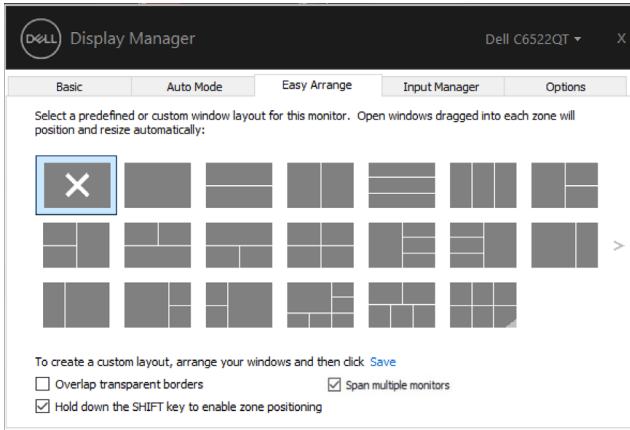 DELL Display Manager Dell C6522QT X
Basic Auto Mode Easy Arrange Input Manager Options
Select a predefined or custom window layout for this monitor. Open windows dragged into each zone will
position and resize automatically:
To create a custom layout, arrange your windows and then click Save
Overlap transparent borders Span multiple monitors
Hold down the SHIFT key to enable zone positioning